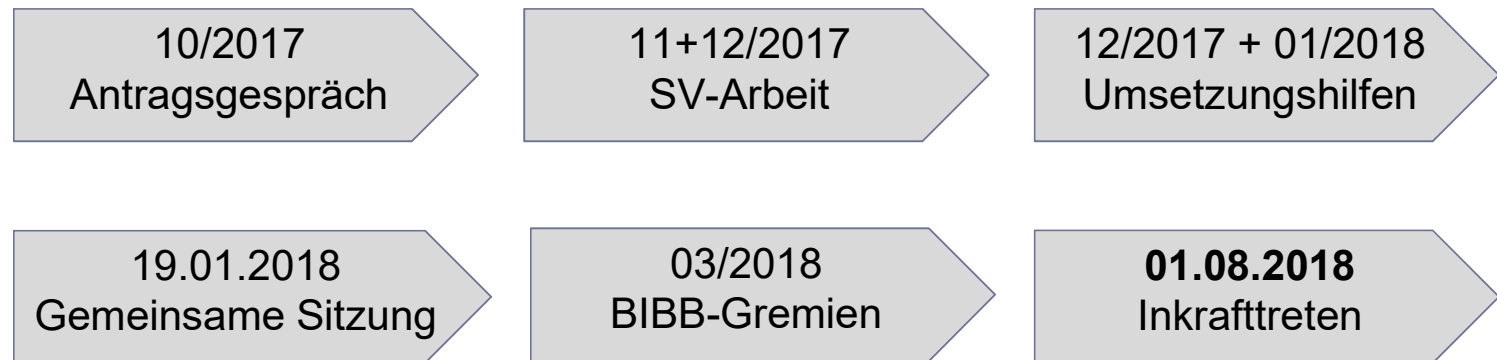 10/2017
Antragsgespräch
11+12/2017
SV-Arbeit
12/2017 + 01/2018
Umsetzungshilfen
19.01.2018
Gemeinsame Sitzung
03/2018
BIBB-Gremien
01.08.2018
Inkrafttreten